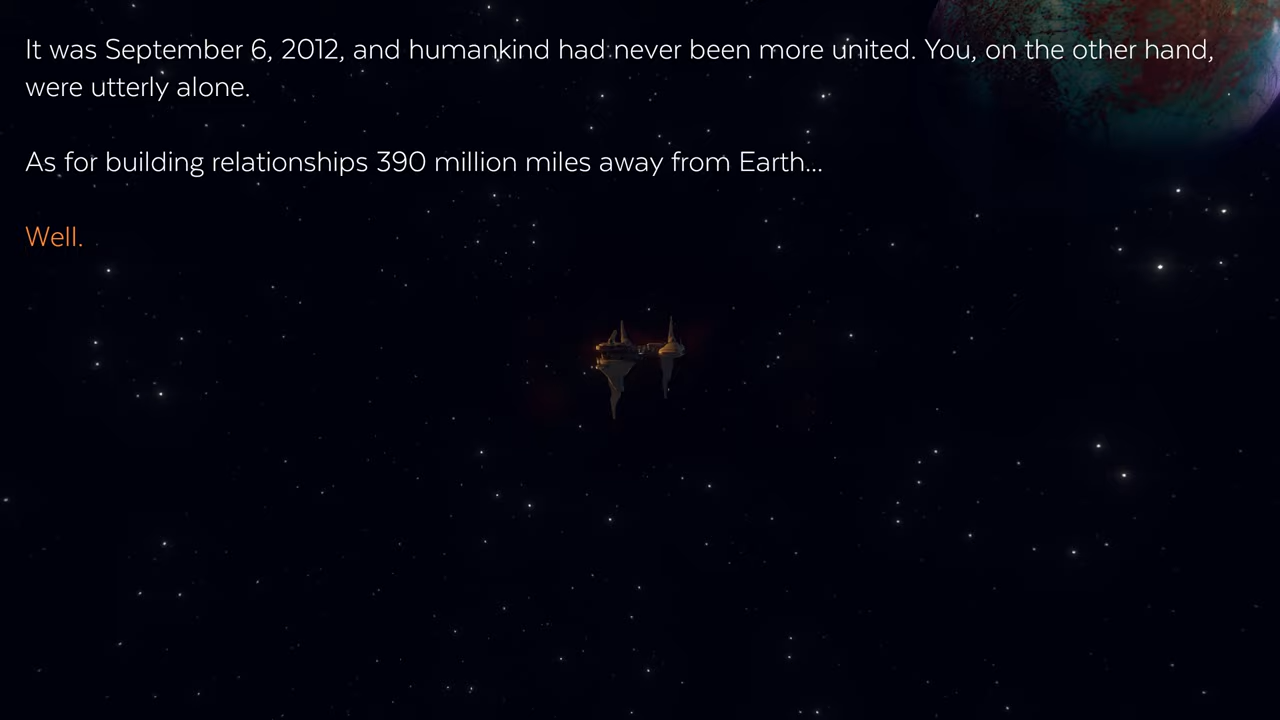 It was September 6, 2012, and humankind had never been more united. You, on the other hand,
were utterly alone.
As for building relationships 390 million miles away from Earth...
Well.